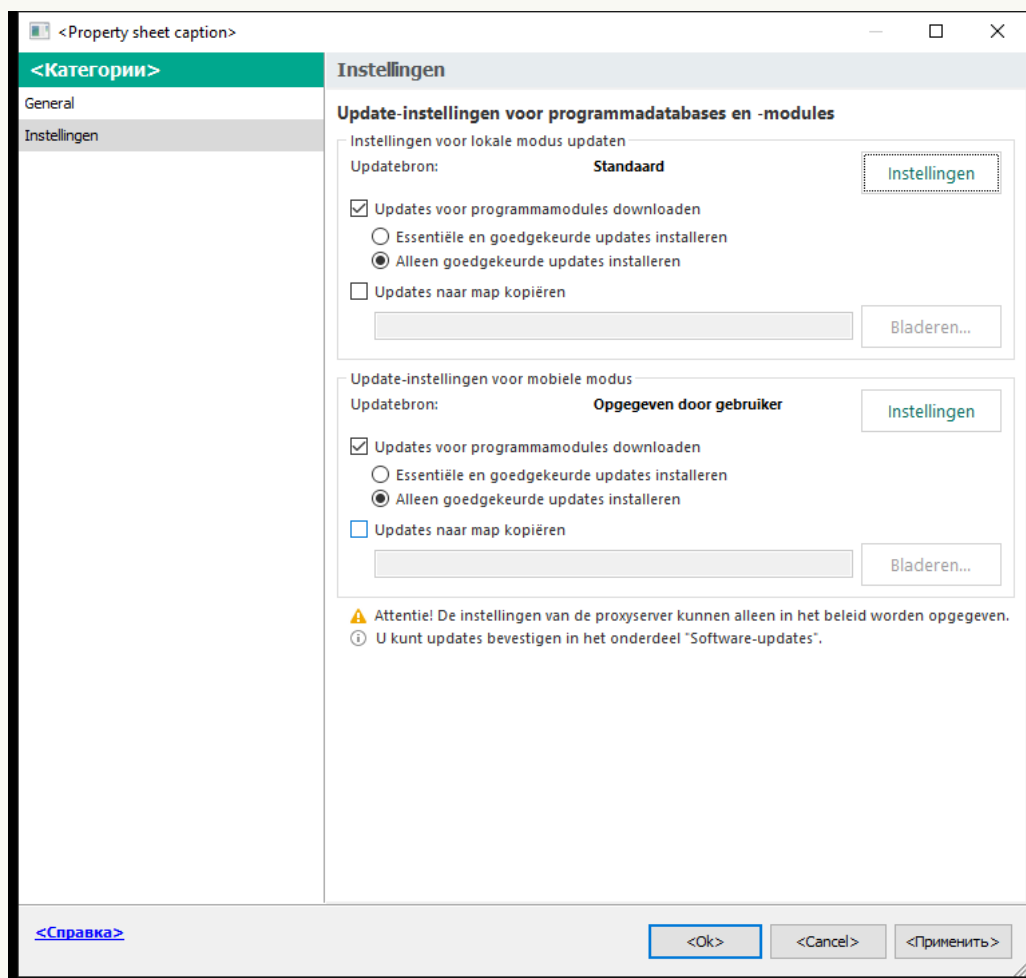 <Property sheet caption>
<Категории>
General
Instellingen
Instellingen
Update-instellingen voor programmadatabases en -modules
Instellingen voor lokale modus updaten
Updatebron: Standaard Instellingen
Updates voor programmamodules downloaden
Essentiële en goedgekeurde updates installeren
Alleen goedgekeurde updates installeren
Updates naar map kopiëren
Bladeren...
Update-instellingen voor mobiele modus
Updatebron: Opgegeven door gebruiker Instellingen
Updates voor programmamodules downloaden
Essentiële en goedgekeurde updates installeren
Alleen goedgekeurde updates installeren
Updates naar map kopiëren
Bladeren...
Attentie! De instellingen van de proxyserver kunnen alleen in het beleid worden opgegeven.
U kunt updates bevestigen in het onderdeel "Software-updates".
<Справка> <Ok> <Cancel> <Применить>